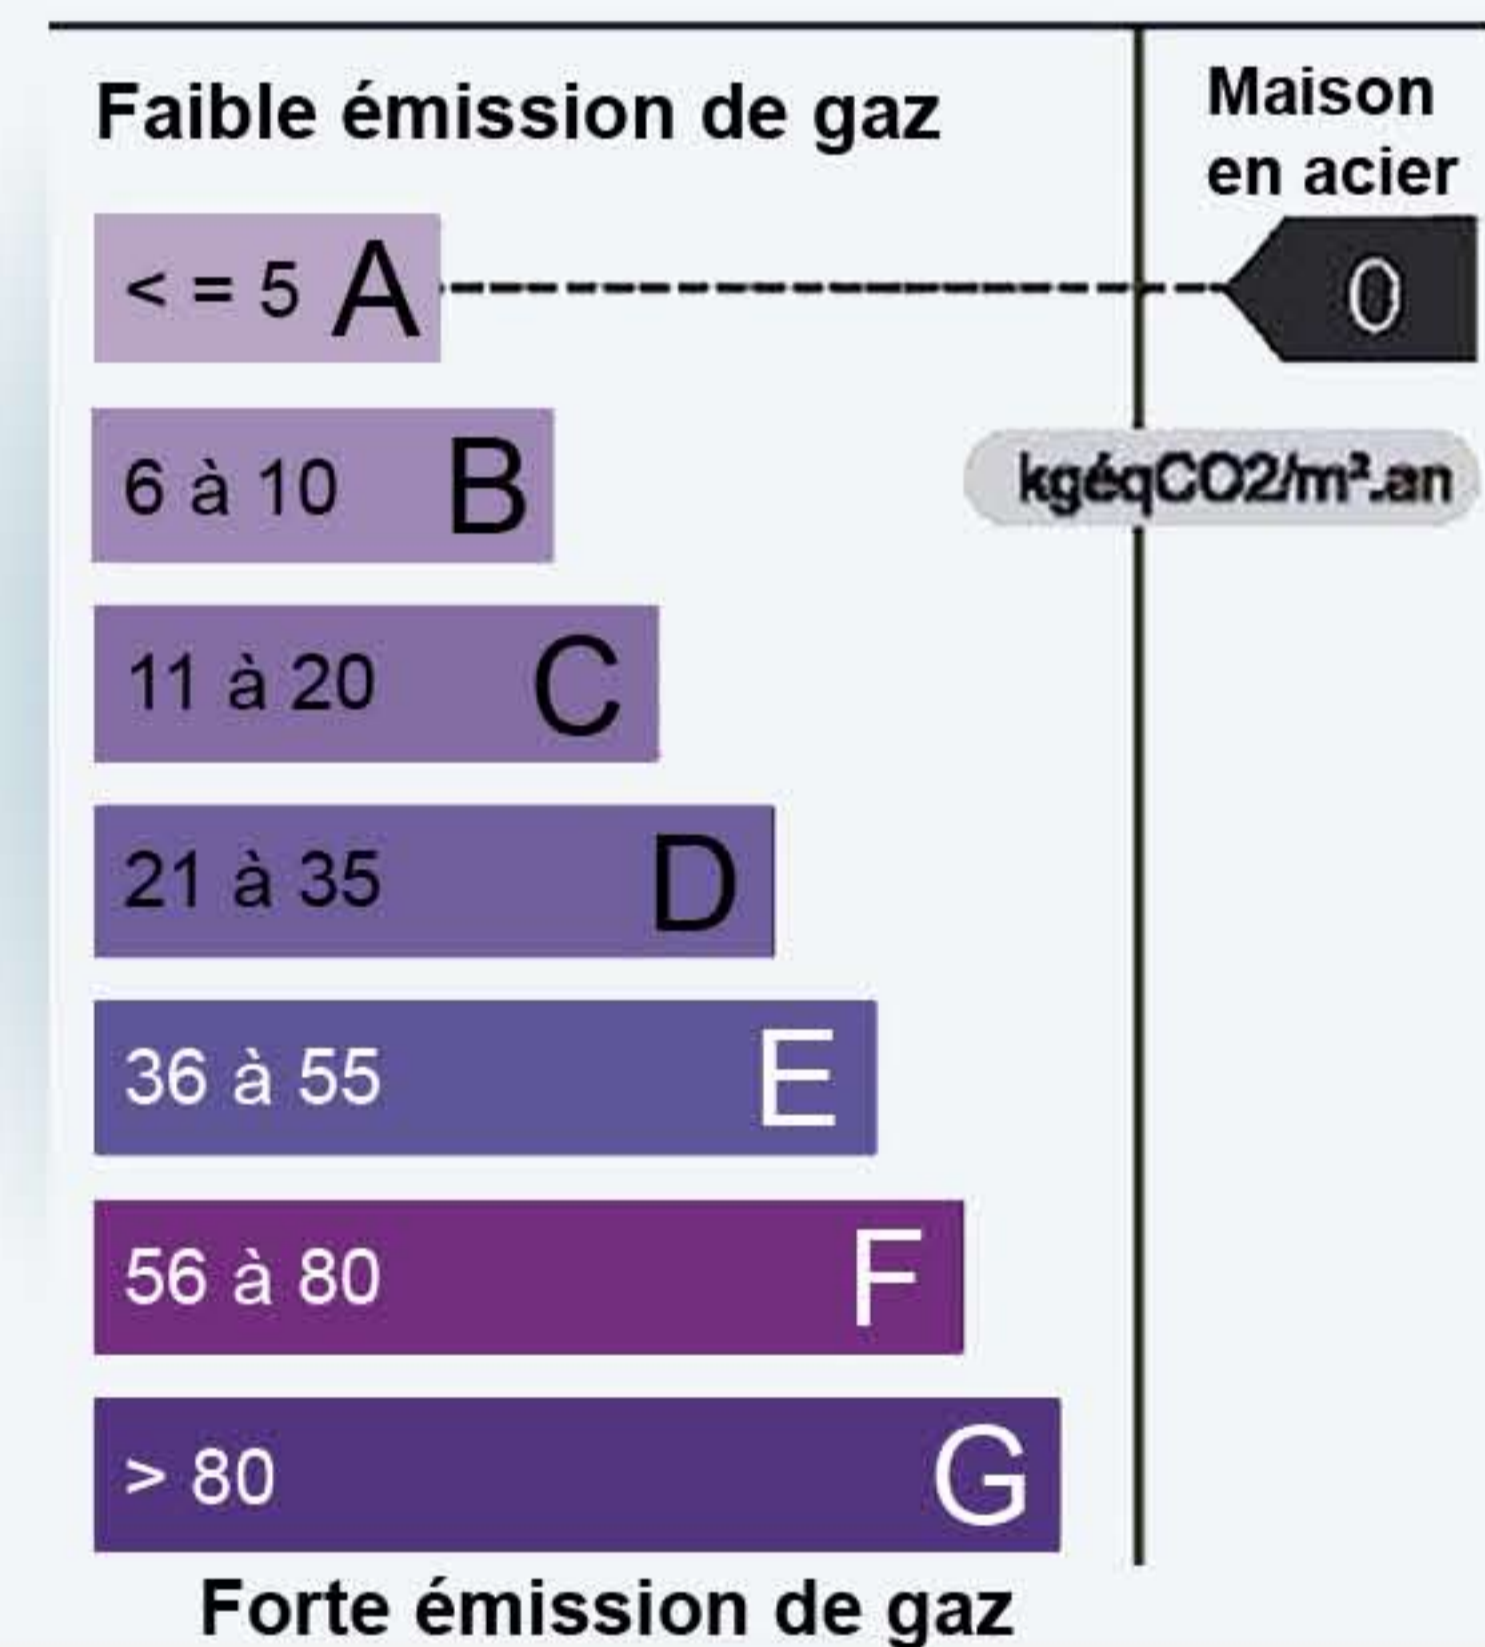 Faible émission de gaz
Maison
en acier
< = 5 A
0
6 à 10 B
kgéqCO2/m².an
11 à 20 C
21 à 35 D
36 à 55 E
56 à 80 F
> 80 G
Forte émission de gaz